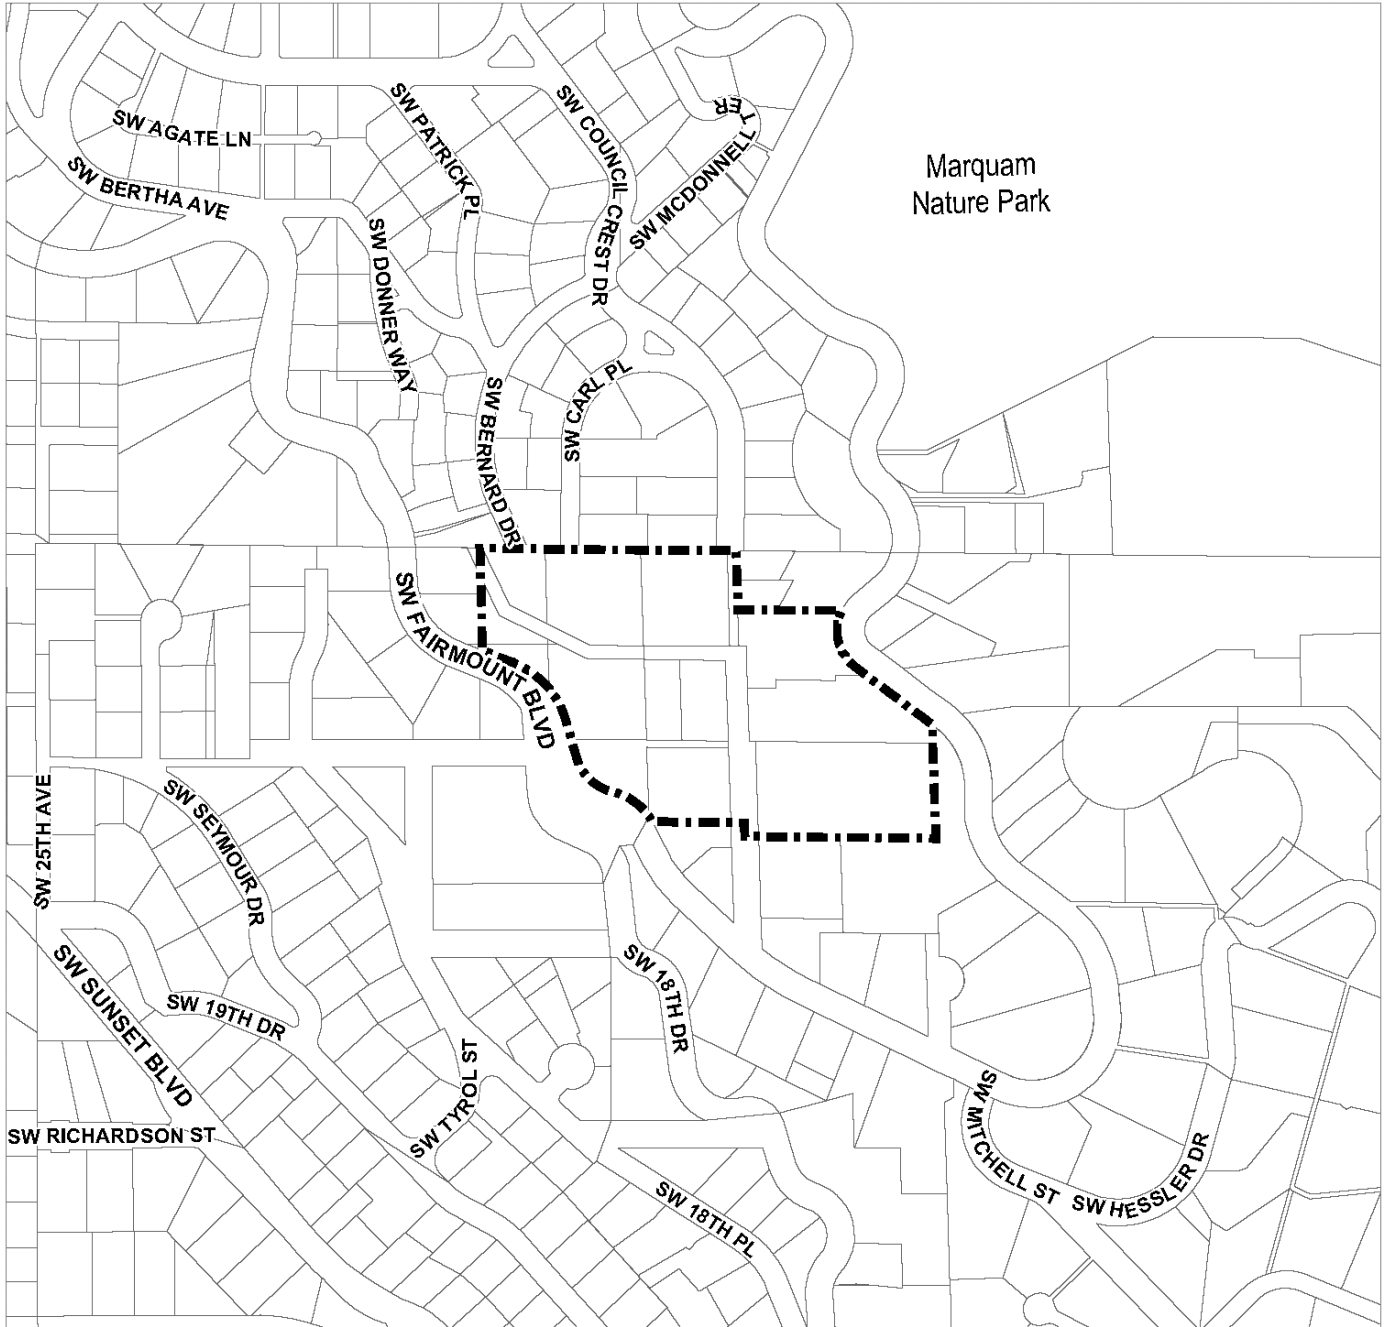 SW AGATE LN
SW PATRICK PL
SW COUNCIL CREST DR
SW MCDONNELL TER
Marquam
Nature Park
SW BERTHA AVE
SW DONNER WAY
SW CARL PL
SW BERNARD DR
SW FAIRMOUNT BLVD
SW 25TH AVE
SW SEYMOUR DR
SW SUNSET BLVD
SW 19TH DR
SW 18TH DR
SW TYROL ST
SW RICHARDSON ST
SW MITCHELL ST
SW HESSLER DR
SW 18TH PL